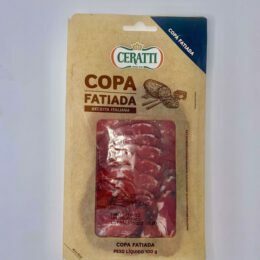 COPA FATIADA
CERATTI
COPA
FATIADA
RECEITA ITALIANA
COPA FATIADA
PESO LÍQUIDO 100 g